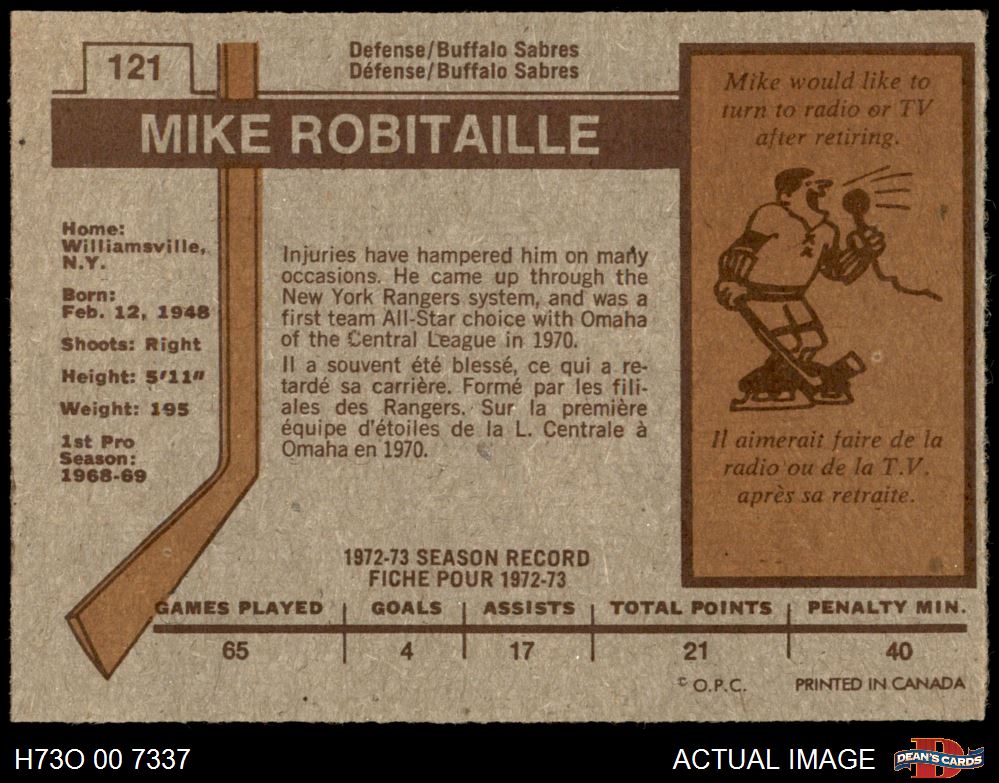 121
Defense/Buffalo Sabres
Défense/Buffalo Sabres
MIKE ROBITAILLE
Home:
Williamsville,
N.Y.
Born:
Feb. 12, 1948
Shoots: Right
Height: 5'11"
Weight: 195
1st Pro
Season:
1968-69
Injuries have hampered him on many
occasions. He came up through the
New York Rangers system, and was a
first team All-Star choice with Omaha
of the Central League in 1970.
Il a souvent été blessé, ce qui a re-
tardé sa carrière. Formé par les fili-
ales des Rangers. Sur la première
équipe d'étoiles de la L. Centrale à
Omaha en 1970.
Mike would like to
turn to radio or TV
after retiring.
Il aimerait faire de la
radio ou de la T.V.
après sa retraite.
1972-73 SEASON RECORD
FICHE POUR 1972-73
GAMES PLAYED GOALS ASSISTS TOTAL POINTS PENALTY MIN.
65 4 17 21 40
© O.P.C. PRINTED IN CANADA
H73O 00 7337
ACTUAL IMAGE
D
DEAN'S CARDS